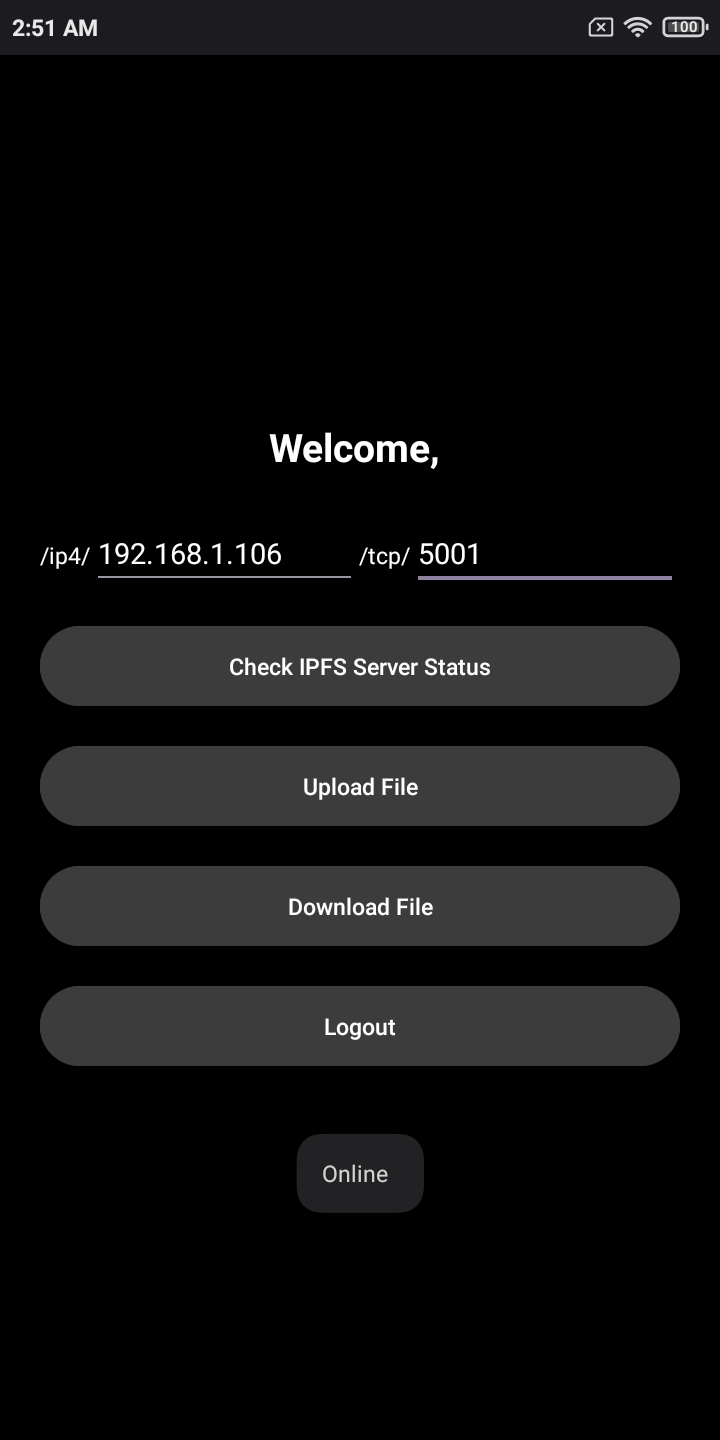 2:51 AM 100
Welcome,
/ip4/ 192.168.1.106 /tcp/ 5001
Check IPFS Server Status
Upload File
Download File
Logout
Online